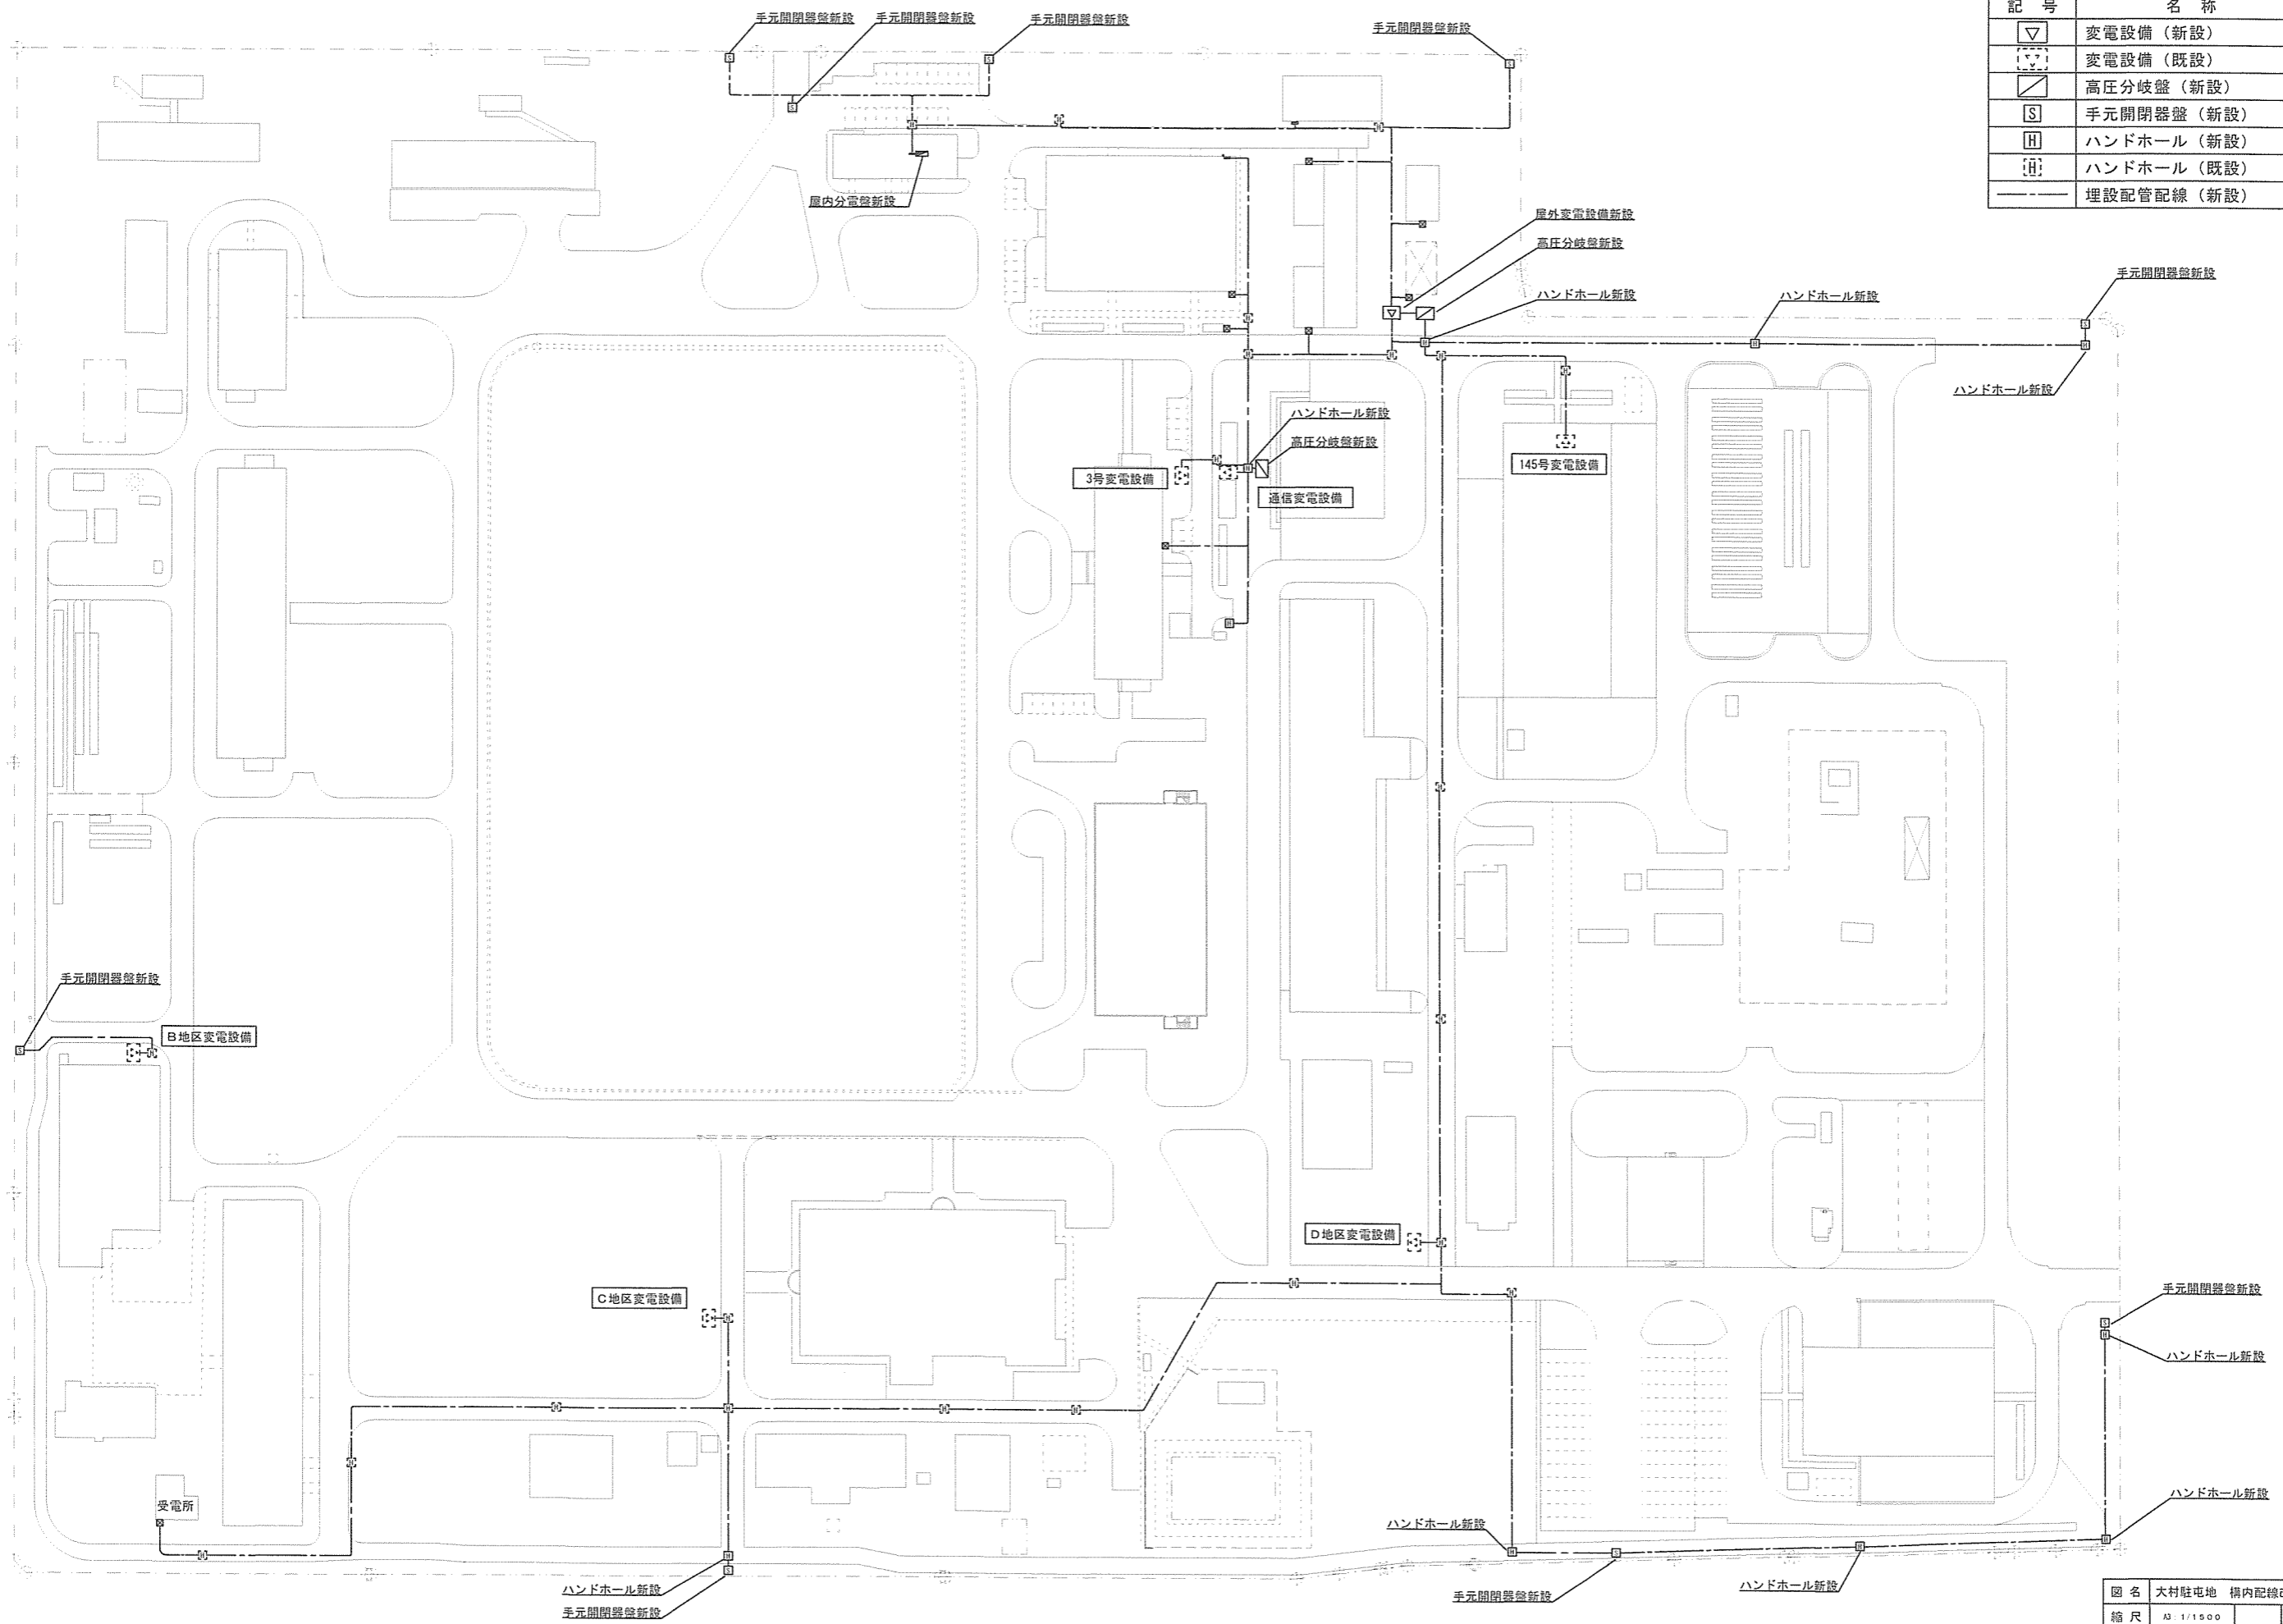 手元開閉器盤新設
手元開閉器盤新設
手元開閉器盤新設
手元開閉器盤新設
記 号 名 称
変電設備（新設）
変電設備（既設）
高圧分岐盤（新設）
S 手元開閉器盤（新設）
H ハンドホール（新設）
H ハンドホール（既設）
埋設配管配線（新設）
屋内分電盤新設
屋外変電設備新設
高圧分岐盤新設
手元開閉器盤新設
ハンドホール新設
ハンドホール新設
ハンドホール新設
ハンドホール新設
高圧分岐盤新設
3号変電設備
通信変電設備
145号変電設備
手元開閉器盤新設
B地区変電設備
D地区変電設備
C地区変電設備
手元開閉器盤新設
ハンドホール新設
受電所
ハンドホール新設
ハンドホール新設
ハンドホール新設
手元開閉器盤新設
ハンドホール新設
手元開閉器盤新設
図 名 大村駐屯地 構内配線
縮 尺 A3:1/1500